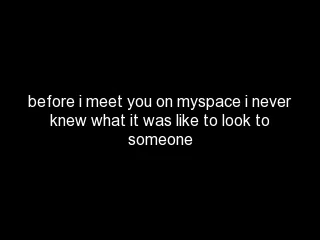 before i meet you on myspace i never
knew what it was like to look to
someone